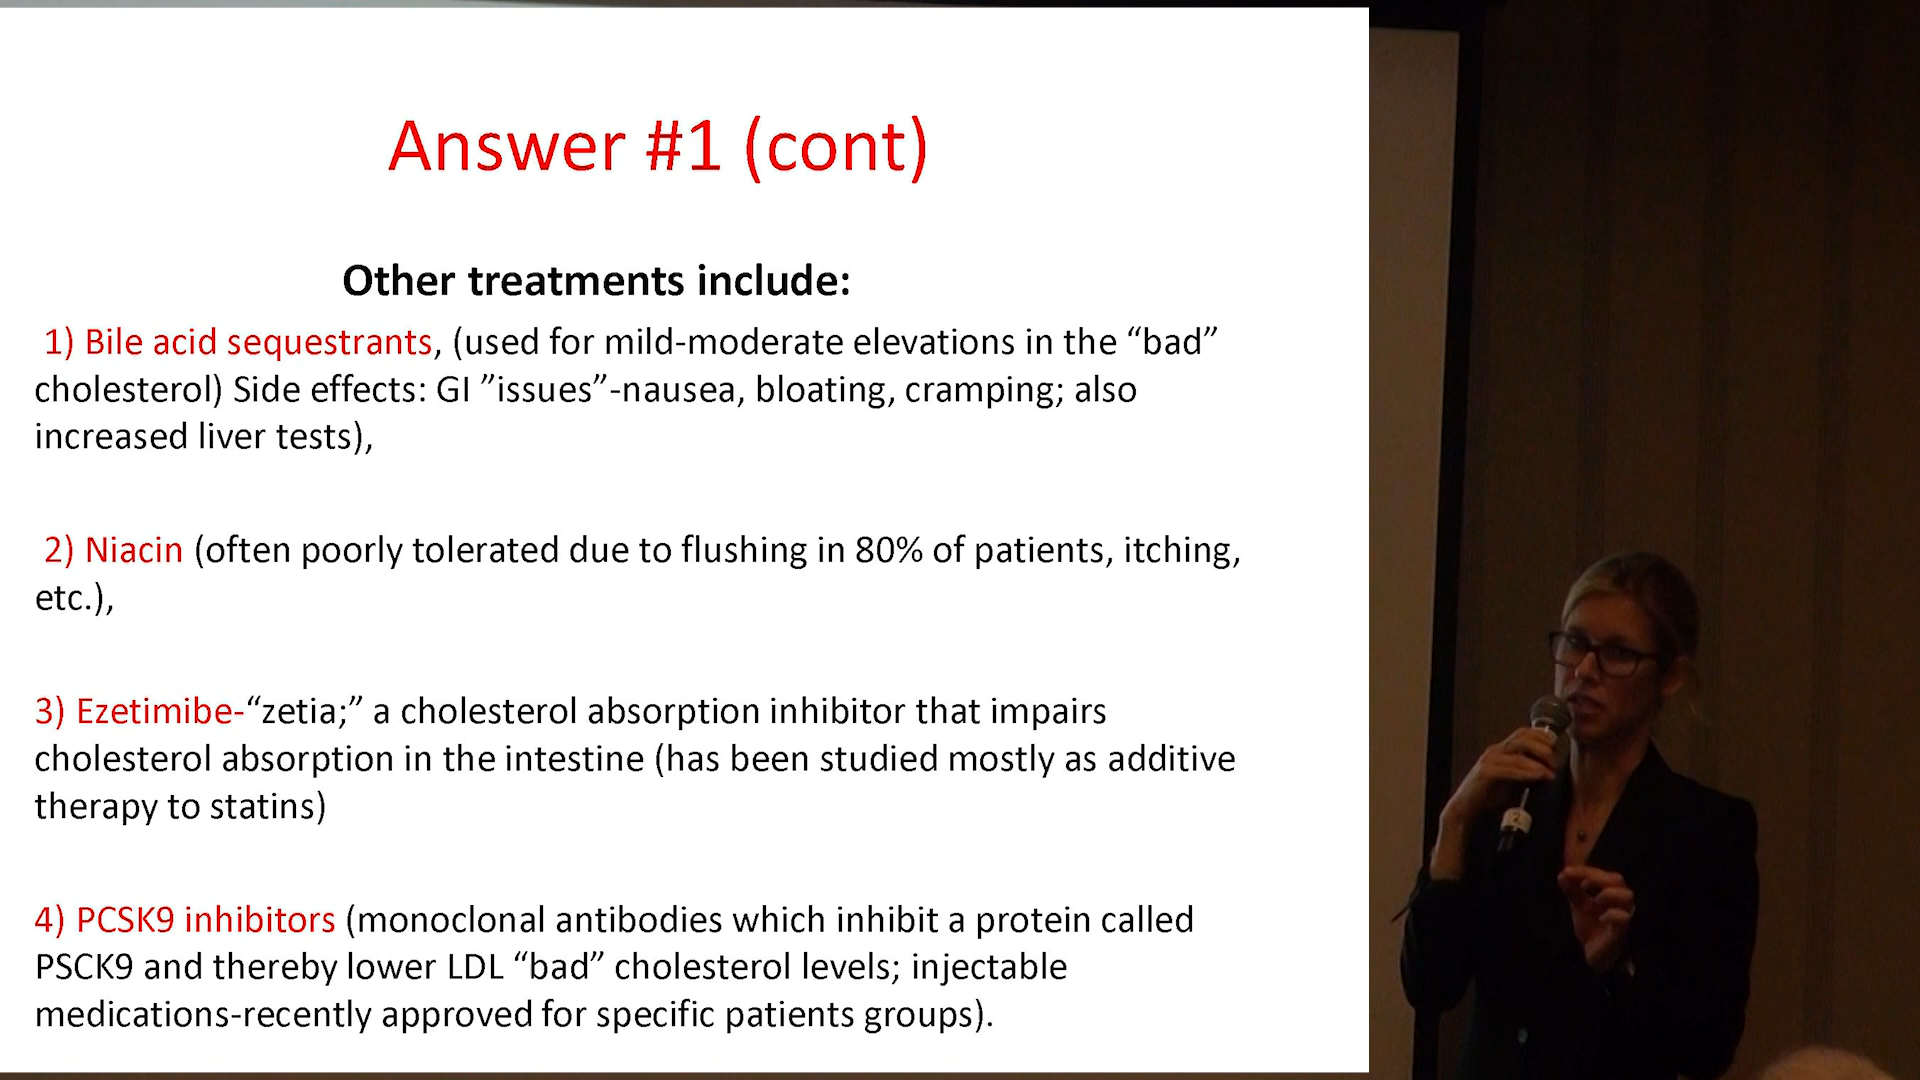 Answer #1 (cont)
Other treatments include:
1) Bile acid sequestrants, (used for mild-moderate elevations in the “bad”
cholesterol) Side effects: GI ”issues”-nausea, bloating, cramping; also
increased liver tests),
2) Niacin (often poorly tolerated due to flushing in 80% of patients, itching,
etc.),
3) Ezetimibe-“zetia;” a cholesterol absorption inhibitor that impairs
cholesterol absorption in the intestine (has been studied mostly as additive
therapy to statins)
4) PCSK9 inhibitors (monoclonal antibodies which inhibit a protein called
PSCK9 and thereby lower LDL “bad” cholesterol levels; injectable
medications-recently approved for specific patients groups).
2